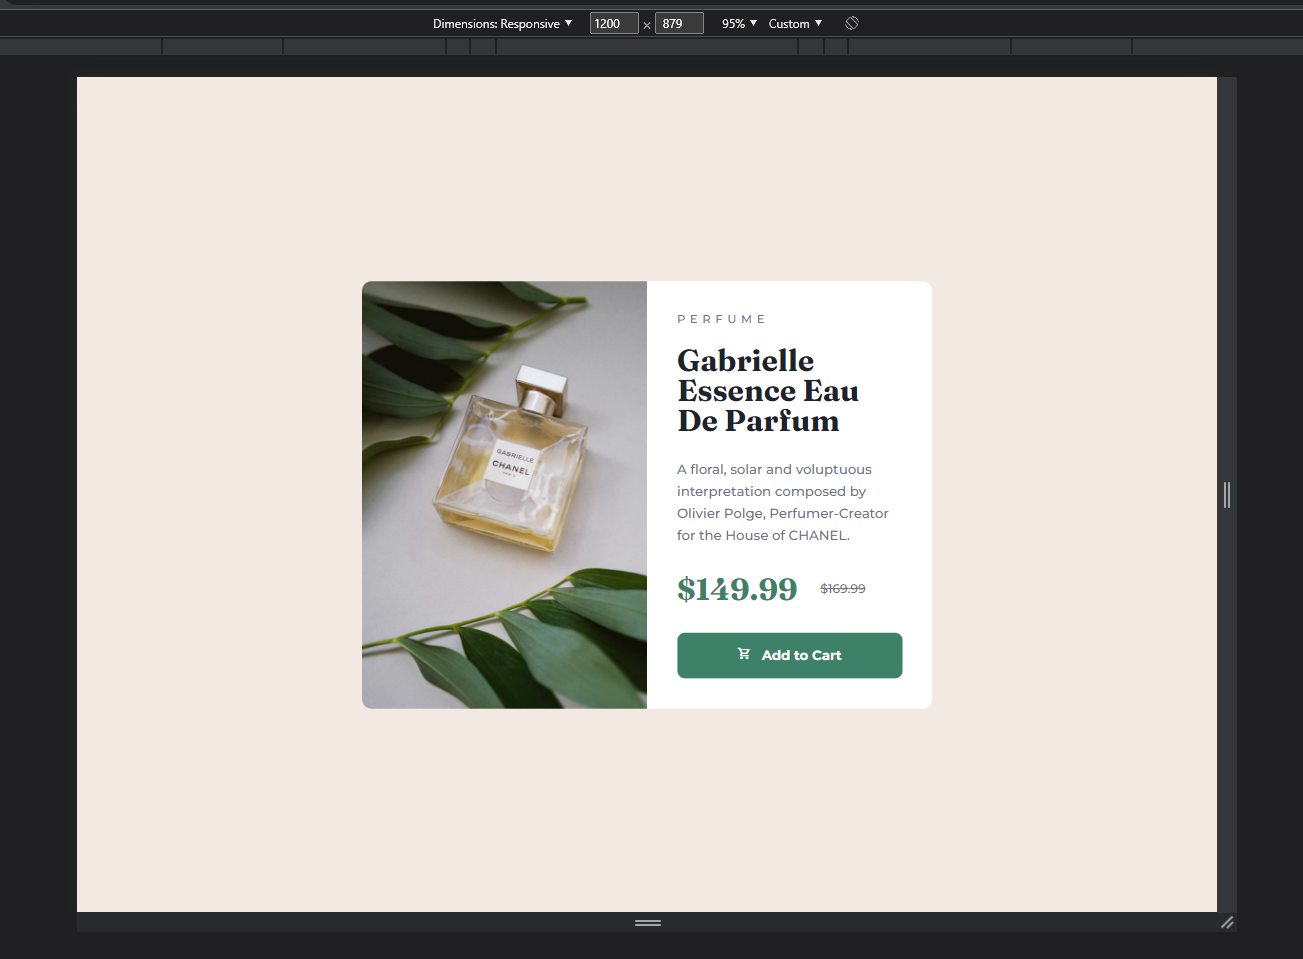 Dimensions: Responsive ▼ 1200 × 879 95% ▼ Custom ▼
GABRIELLE
CHANEL
PARIS
PERFUME
Gabrielle
Essence Eau
De Parfum
A floral, solar and voluptuous
interpretation composed by
Olivier Polge, Perfumer-Creator
for the House of CHANEL.
$149.99 $169.99
Add to Cart